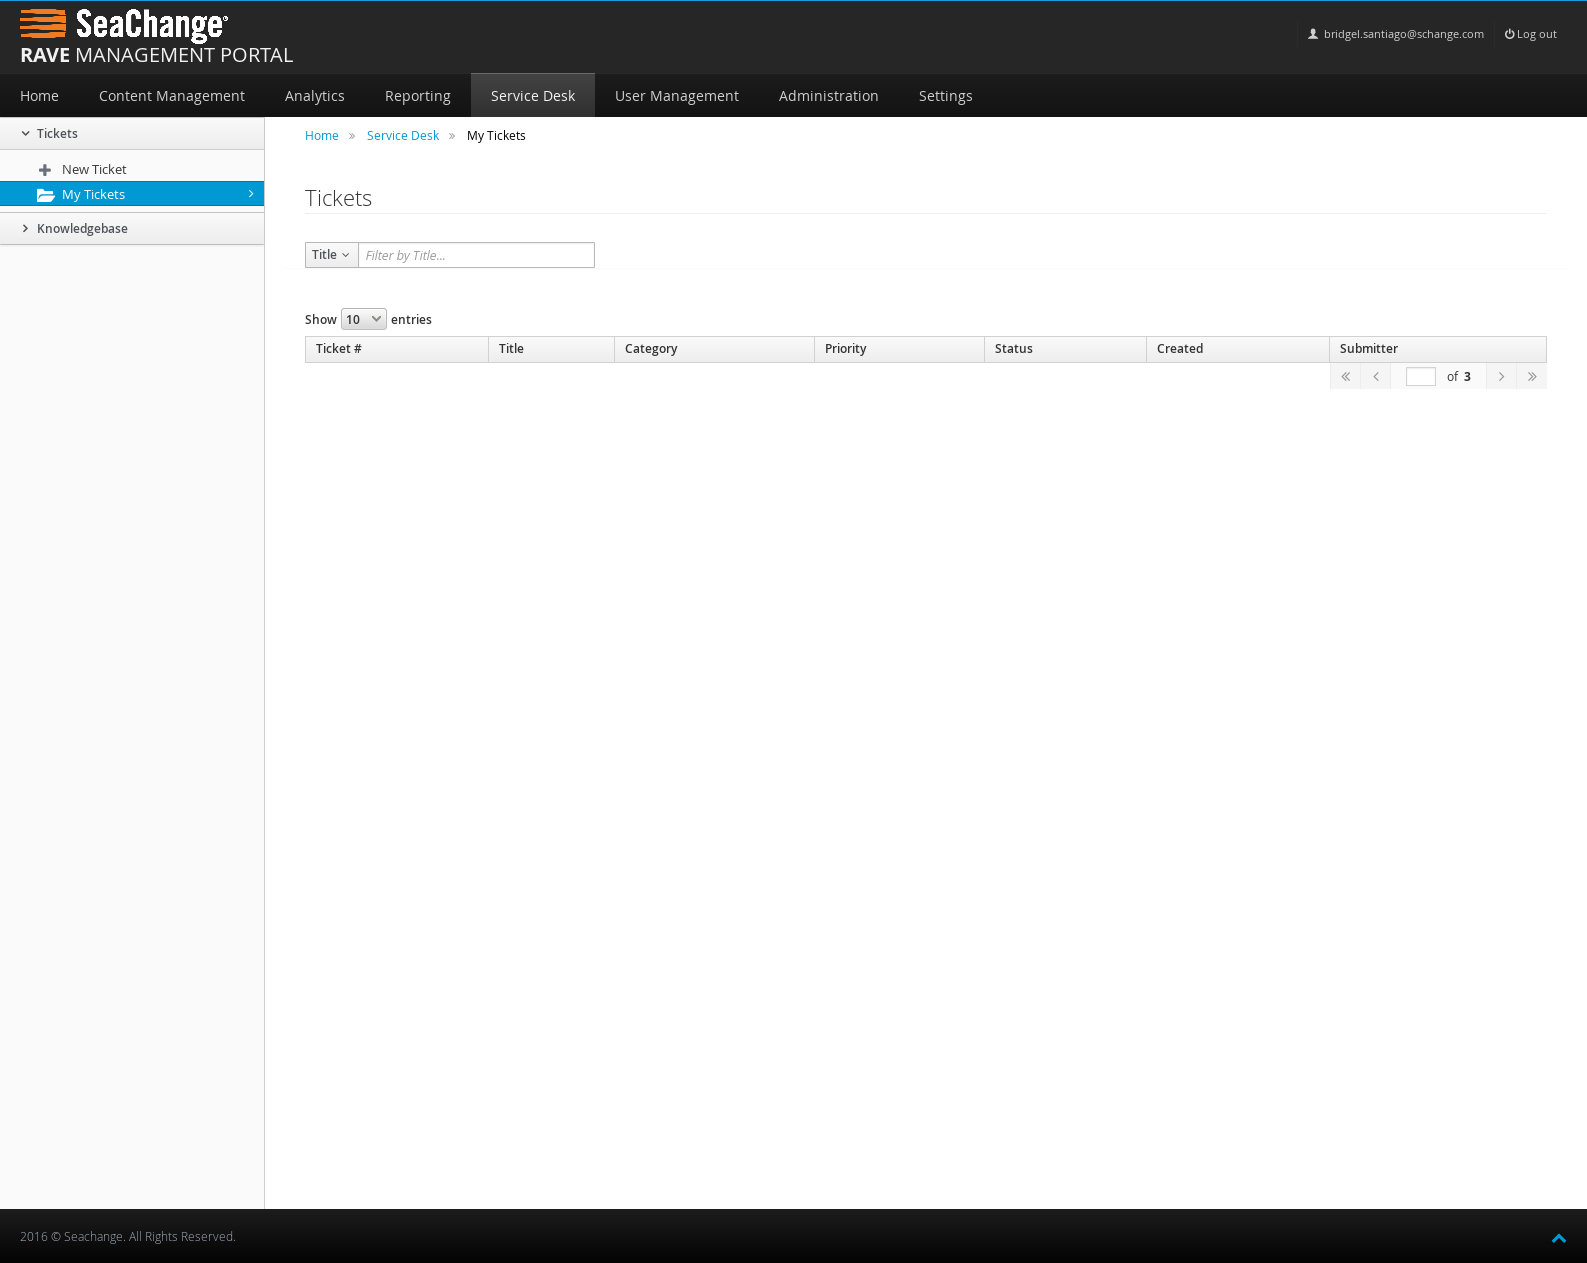 SeaChange®
RAVE MANAGEMENT PORTAL
bridgel.santiago@schange.com Log out
Home Content Management Analytics Reporting Service Desk User Management Administration Settings
Tickets
New Ticket
My Tickets
Knowledgebase
Home » Service Desk » My Tickets
Tickets
Title Filter by Title...
Show 10 entries
Ticket # Title Category Priority Status Created Submitter
of 3
2016 © Seachange. All Rights Reserved.